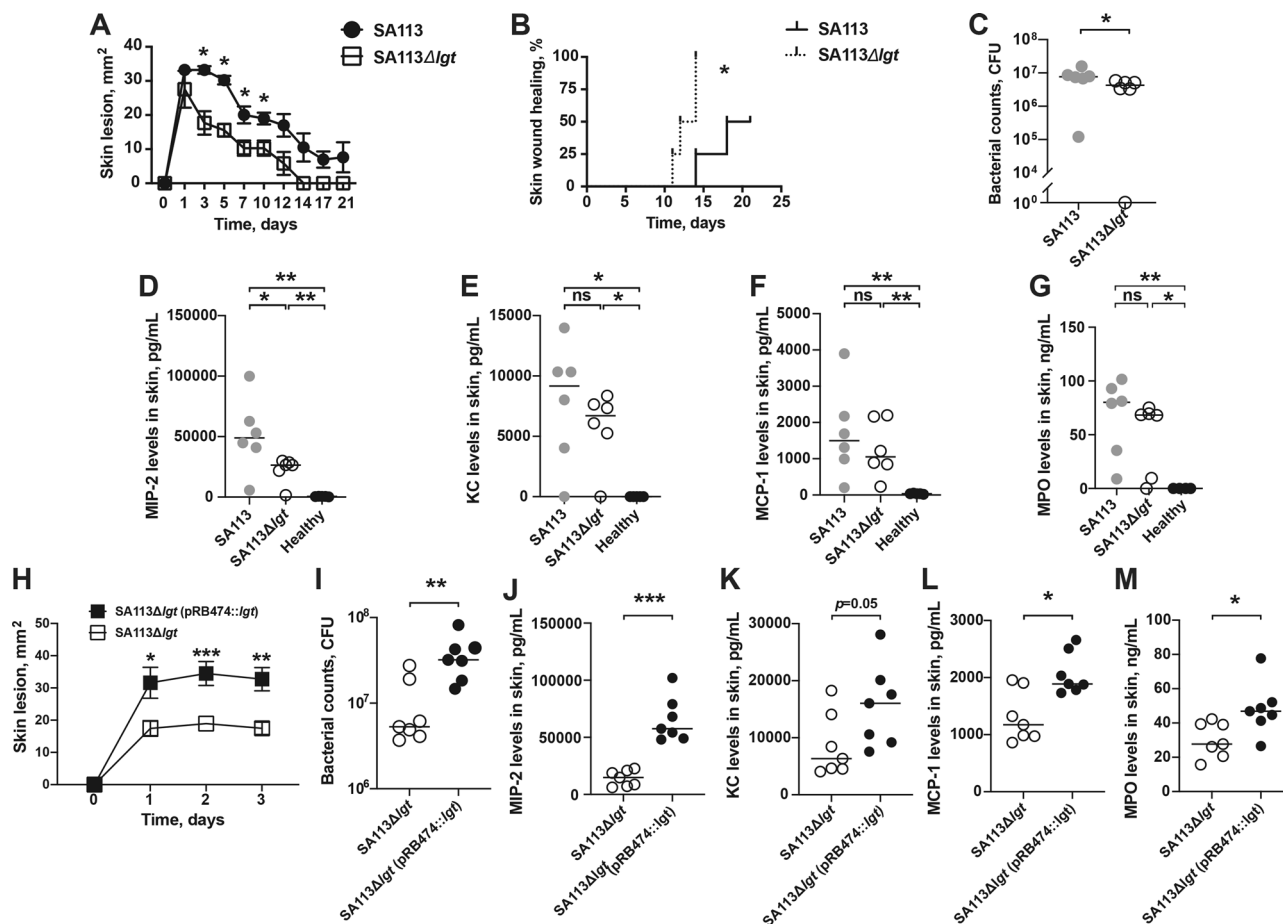 A
SA113
SA113Δlgt
Skin lesion, mm²
40
30
20
10
0
* * * *
0 1 3 5 7 10 12 14 17 21
Time, days
B
SA113
SA113Δlgt
Skin wound healing, %
100
75
50
25
0
*
0 5 10 15 20 25
Time, days
C
*
Bacterial counts, CFU
10⁸
10⁷
10⁶
10⁵
10⁴
10⁰
SA113
SA113Δlgt
D
**
* **
MIP-2 levels in skin, pg/mL
150000
100000
50000
0
SA113
SA113Δlgt
Healthy
E
*
ns *
KC levels in skin, pg/mL
15000
10000
5000
0
SA113
SA113Δlgt
Healthy
F
**
ns **
MCP-1 levels in skin, pg/mL
5000
4000
3000
2000
1000
0
SA113
SA113Δlgt
Healthy
G
**
ns *
MPO levels in skin, ng/mL
150
100
50
0
SA113
SA113Δlgt
Healthy
H
SA113Δlgt (pRB474::lgt)
SA113Δlgt
Skin lesion, mm²
50
40
30
20
10
0
* *** **
0 1 2 3
Time, days
I
**
Bacterial counts, CFU
10⁸
10⁷
10⁶
SA113Δlgt
SA113Δlgt (pRB474::lgt)
J
***
MIP-2 levels in skin, pg/mL
150000
100000
50000
0
SA113Δlgt
SA113Δlgt (pRB474::lgt)
K
p=0.05
KC levels in skin, pg/mL
30000
20000
10000
0
SA113Δlgt
SA113Δlgt (pRB474::lgt)
L
*
MCP-1 levels in skin, pg/mL
3000
2000
1000
0
SA113Δlgt
SA113Δlgt (pRB474::lgt)
M
*
MPO levels in skin, ng/mL
100
80
60
40
20
0
SA113Δlgt
SA113Δlgt (pRB474::lgt)